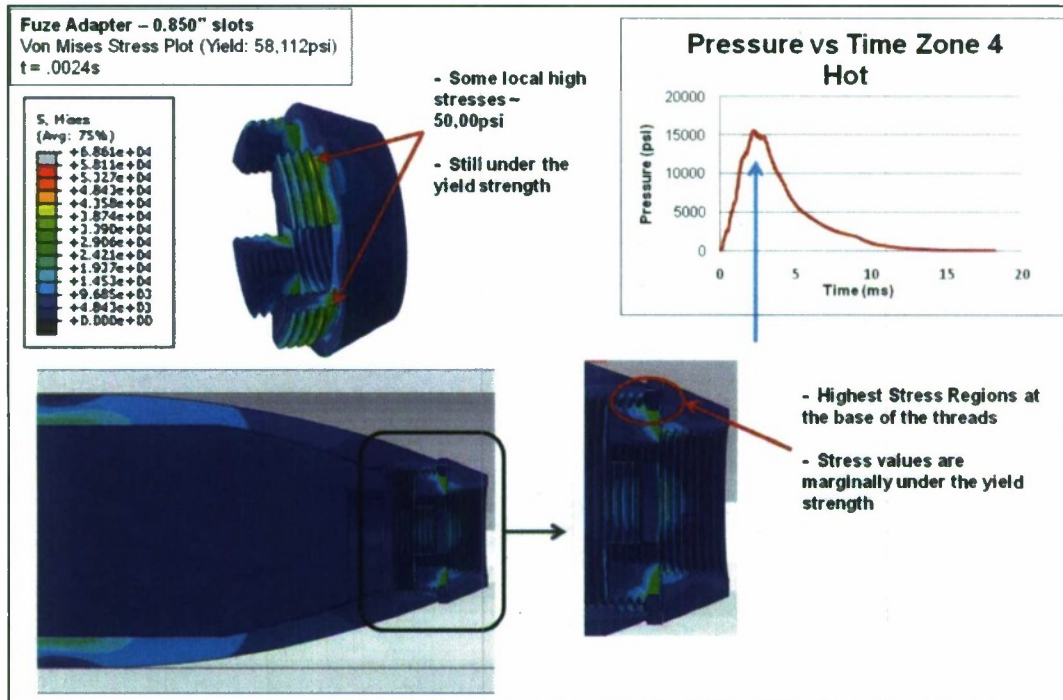 Fuze Adapter – 0.850" slots
Von Mises Stress Plot (Yield: 58,112psi)
t = .0024s
S, Mises
(Avg: 75%)
+6.861e+04
+5.811e+04
+5.327e+04
+4.843e+04
+4.358e+04
+3.874e+04
+3.390e+04
+2.906e+04
+2.421e+04
+1.937e+04
+1.453e+04
+9.685e+03
+4.843e+03
+0.000e+00
- Some local high
stresses ~
50,00psi
- Still under the
yield strength
Pressure vs Time Zone 4
Hot
Pressure (psi)
20000
15000
10000
5000
0
0
5
10
15
20
Time (ms)
- Highest Stress Regions at
the base of the threads
- Stress values are
marginally under the yield
strength